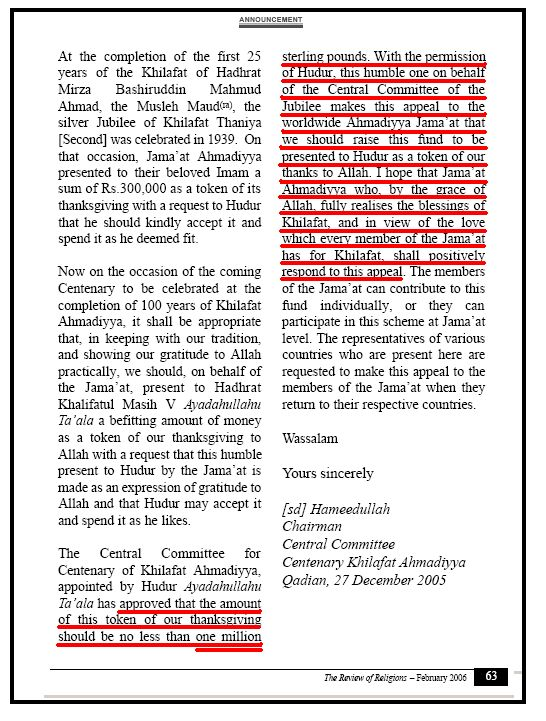 ANNOUNCEMENT
At the completion of the first 25
years of the Khilafat of Hadhrat
Mirza Bashiruddin Mahmud
Ahmad, the Musleh Maud(ra), the
silver Jubilee of Khilafat Thaniya
[Second] was celebrated in 1939. On
that occasion, Jama'at Ahmadiyya
presented to their beloved Imam a
sum of Rs.300,000 as a token of its
thanksgiving with a request to Hudur
that he should kindly accept it and
spend it as he deemed fit.
Now on the occasion of the coming
Centenary to be celebrated at the
completion of 100 years of Khilafat
Ahmadiyya, it shall be appropriate
that, in keeping with our tradition,
and showing our gratitude to Allah
practically, we should, on behalf of
the Jama'at, present to Hadhrat
Khalifatul Masih V Ayadahullahu
Ta'ala a befitting amount of money
as a token of our thanksgiving to
Allah with a request that this humble
present to Hudur by the Jama'at is
made as an expression of gratitude to
Allah and that Hudur may accept it
and spend it as he likes.
The Central Committee for
Centenary of Khilafat Ahmadiyya,
appointed by Hudur Ayadahullahu
Ta'ala has approved that the amount
of this token of our thanksgiving
should be no less than one million
sterling pounds. With the permission
of Hudur, this humble one on behalf
of the Central Committee of the
Jubilee makes this appeal to the
worldwide Ahmadiyya Jama'at that
we should raise this fund to be
presented to Hudur as a token of our
thanks to Allah. I hope that Jama'at
Ahmadiyya who, by the grace of
Allah, fully realises the blessings of
Khilafat, and in view of the love
which every member of the Jama'at
has for Khilafat, shall positively
respond to this appeal. The members
of the Jama'at can contribute to this
fund individually, or they can
participate in this scheme at Jama'at
level. The representatives of various
countries who are present here are
requested to make this appeal to the
members of the Jama'at when they
return to their respective countries.
Wassalam
Yours sincerely
[sd] Hameedullah
Chairman
Central Committee
Centenary Khilafat Ahmadiyya
Qadian, 27 December 2005
The Review of Religions – February 2006 63